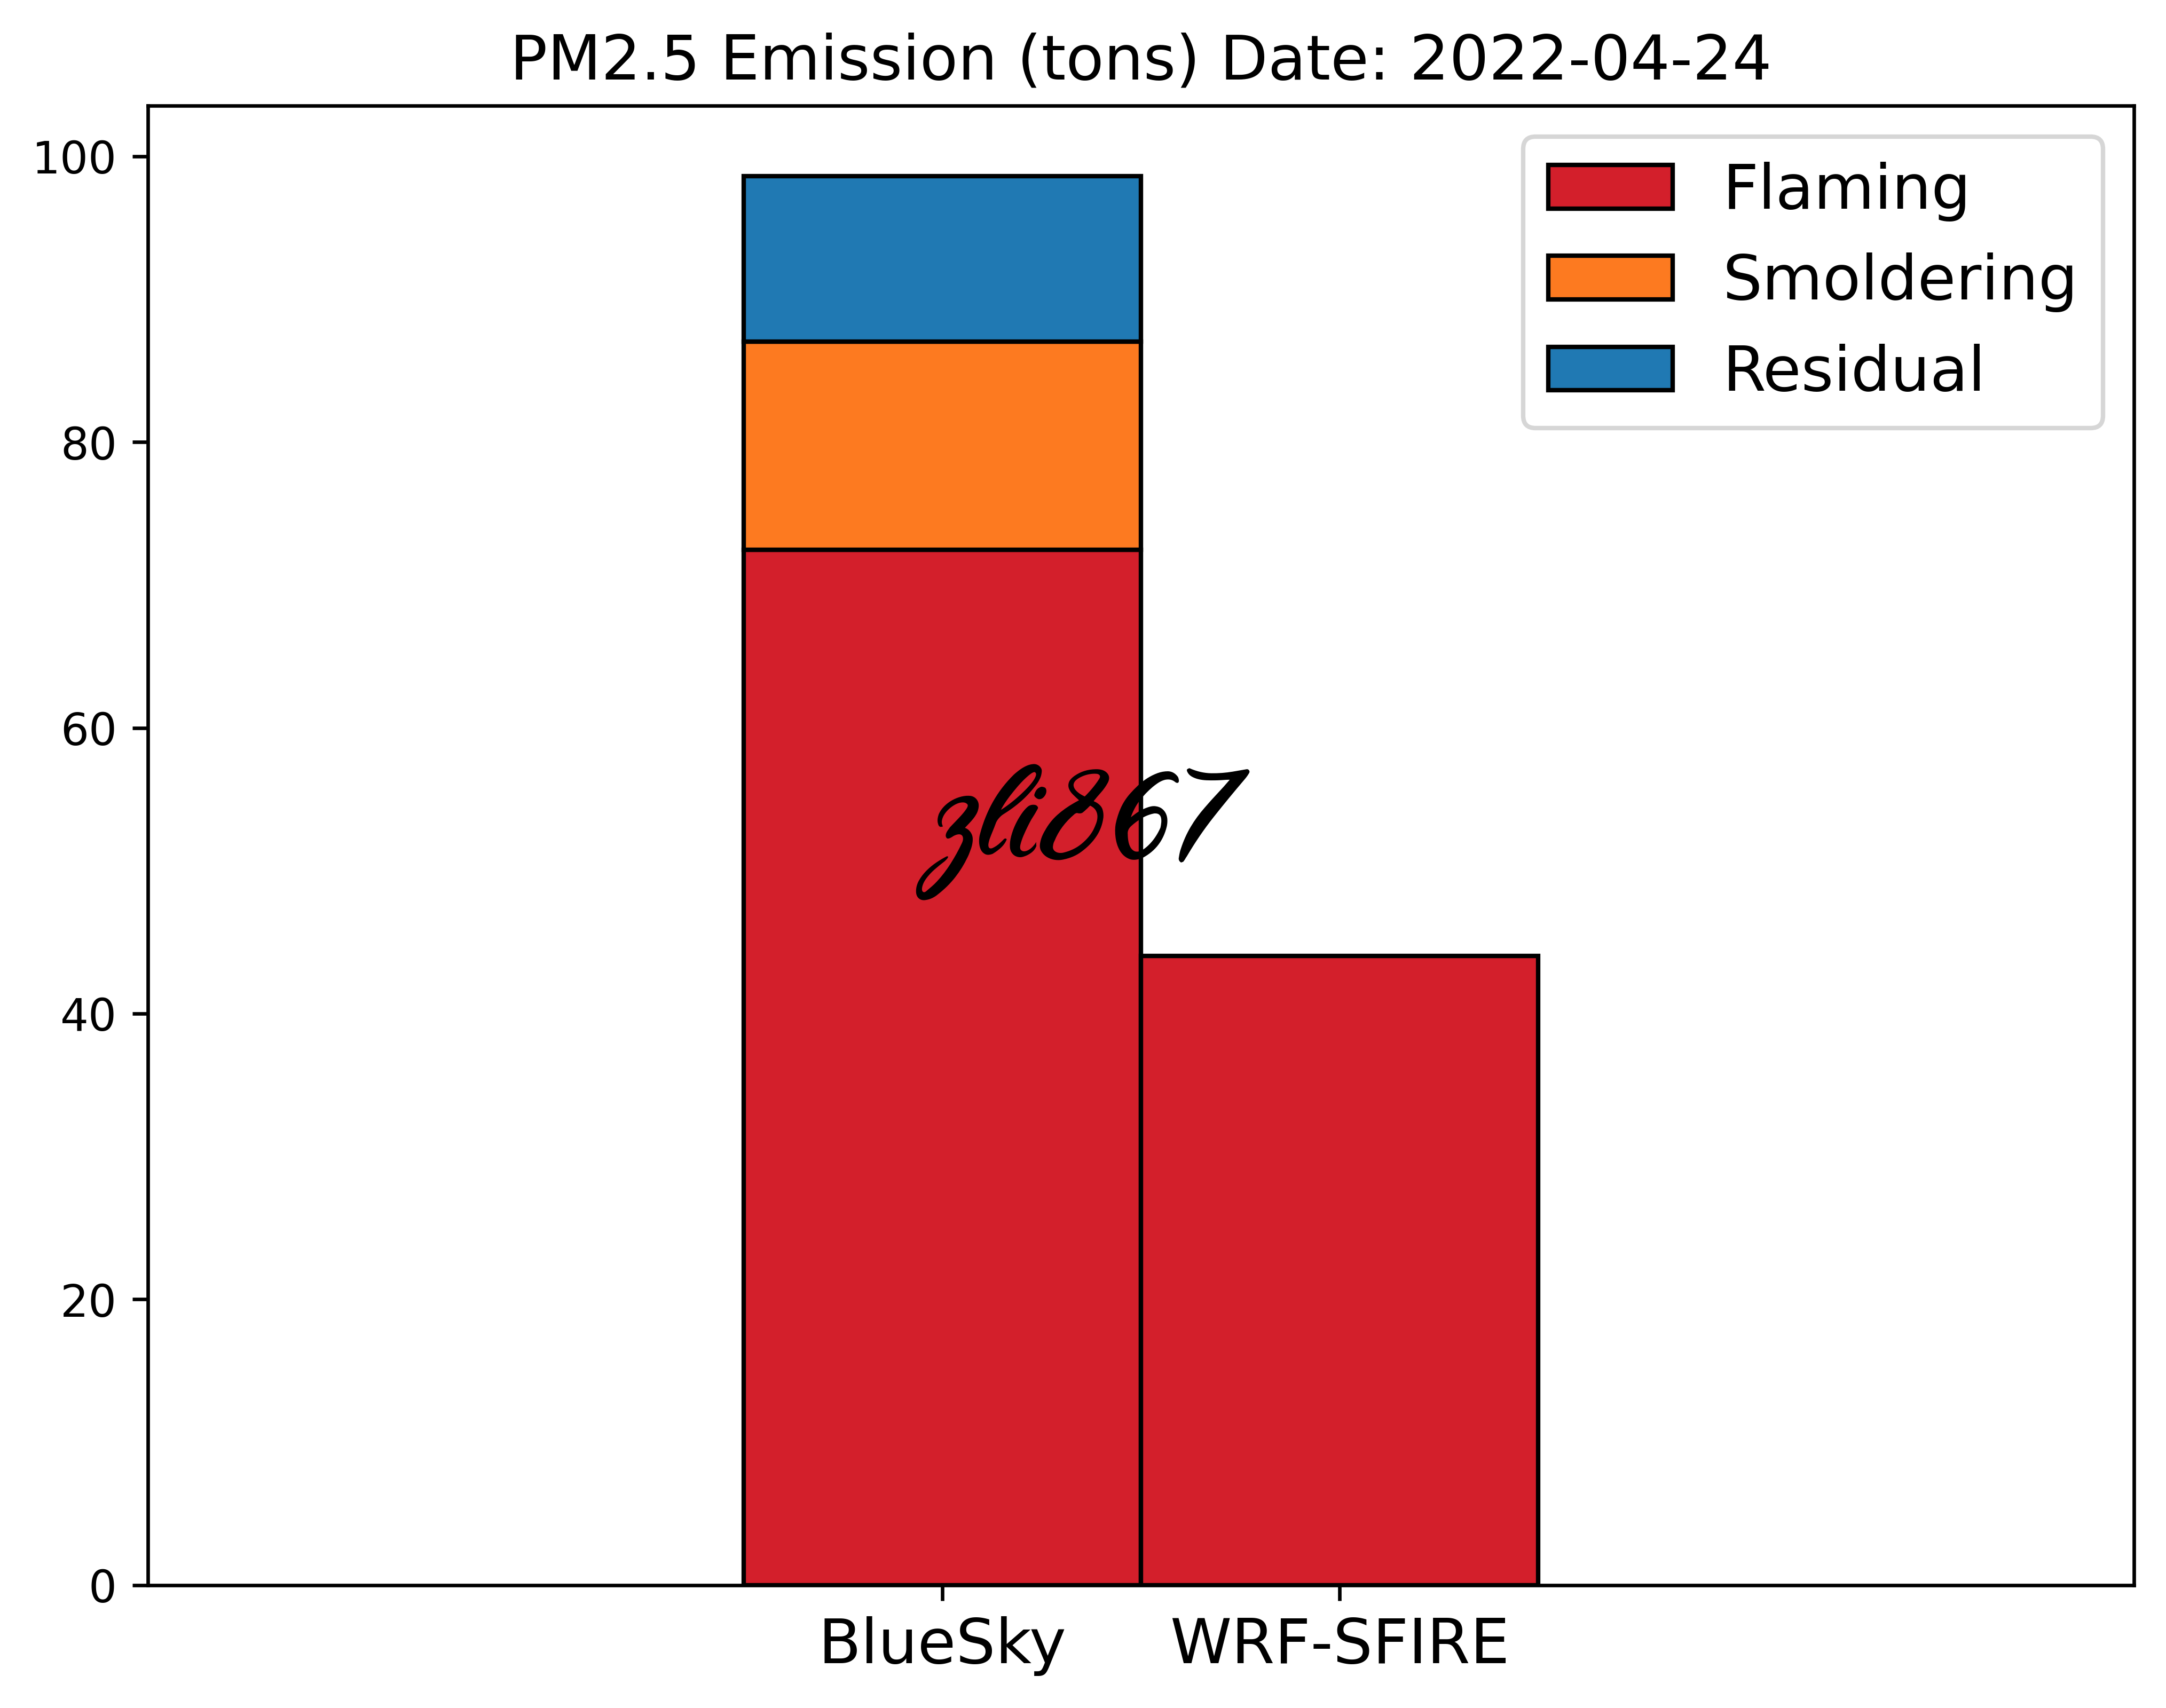 PM2.5 Emission (tons) Date: 2022-04-24
100
80
60
40
20
0
Flaming
Smoldering
Residual
zli867
BlueSky
WRF-SFIRE